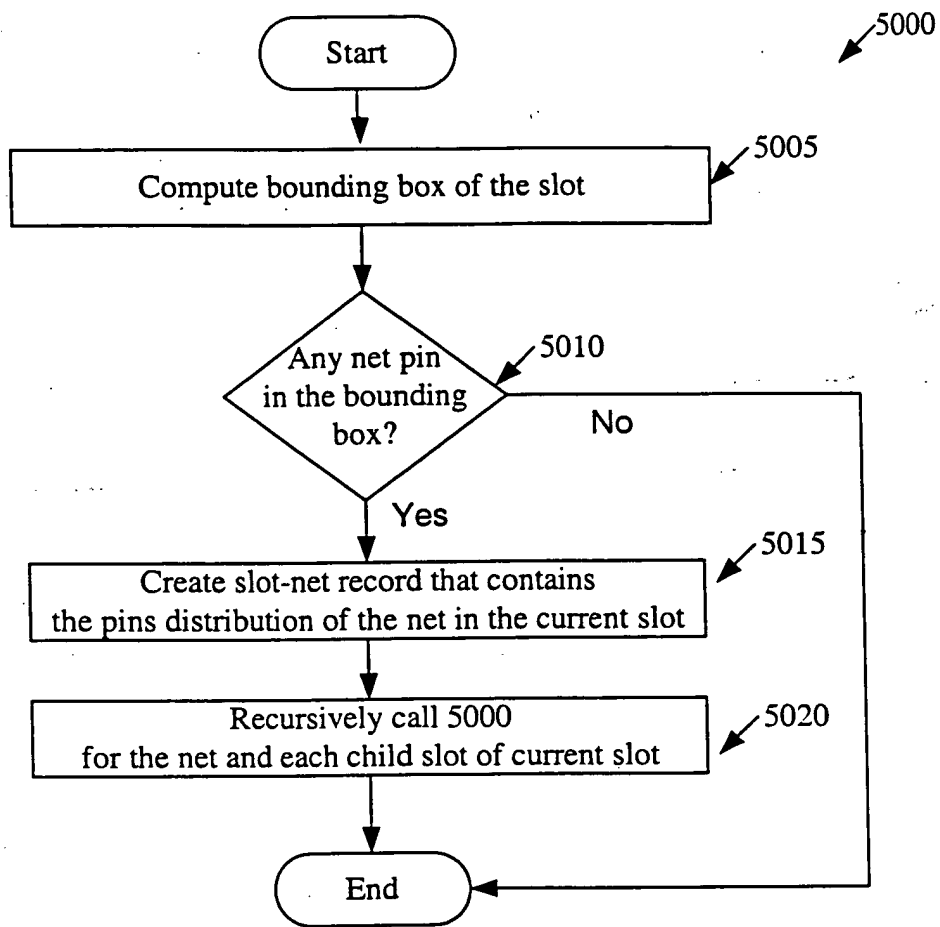 5000
Start
5005
Compute bounding box of the slot
5010
Any net pin
in the bounding
box?
No
Yes
5015
Create slot-net record that contains
the pins distribution of the net in the current slot
5020
Recursively call 5000
for the net and each child slot of current slot
End